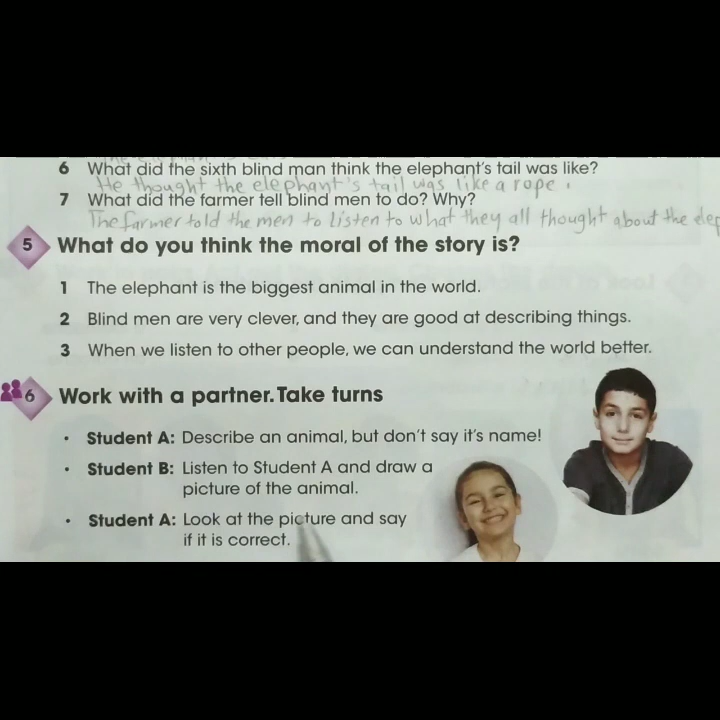 6 What did the sixth blind man think the elephant's tail was like?
He thought the elephant's tail was like a rope.
7 What did the farmer tell blind men to do? Why?
The farmer told the men to listen to what they all thought about the
5 What do you think the moral of the story is?
1 The elephant is the biggest animal in the world.
2 Blind men are very clever, and they are good at describing things.
3 When we listen to other people, we can understand the world better.
6 Work with a partner. Take turns
• Student A: Describe an animal, but don't say it's name!
• Student B: Listen to Student A and draw a
picture of the animal.
• Student A: Look at the picture and say
if it is correct.